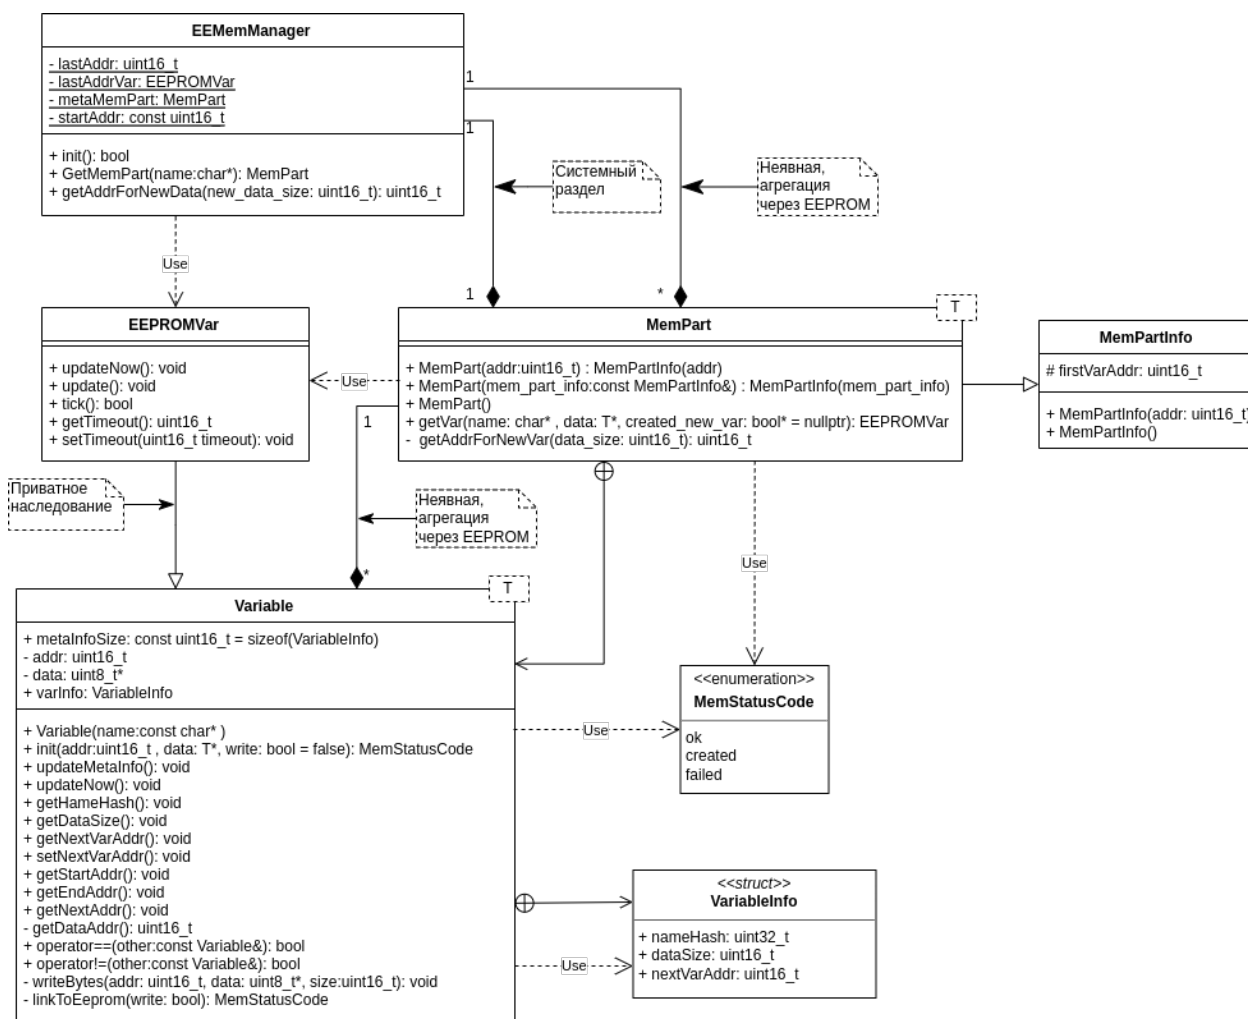 EEMemManager
- lastAddr: uint16_t
- lastAddrVar: EEPROMVar
- metaMemPart: MemPart
- startAddr: const uint16_t
+ init(): bool
+ GetMemPart(name:char*): MemPart
+ getAddrForNewData(new_data_size: uint16_t): uint16_t
1
1
Системный
раздел
Неявная,
агрегация
через EEPROM
Use
1
*
EEPROMVar
+ updateNow(): void
+ update(): void
+ tick(): bool
+ getTimeout(): uint16_t
+ setTimeout(uint16_t timeout): void
Use
T
MemPart
+ MemPart(addr:uint16_t) : MemPartInfo(addr)
+ MemPart(mem_part_info:const MemPartInfo&) : MemPartInfo(mem_part_info)
+ MemPart()
+ getVar(name: char* , data: T*, created_new_var: bool* = nullptr): EEPROMVar
- getAddrForNewVar(data_size: uint16_t): uint16_t
MemPartInfo
# firstVarAddr: uint16_t
+ MemPartInfo(addr: uint16_t)
+ MemPartInfo()
1
Приватное
наследование
Неявная,
агрегация
через EEPROM
*
Use
T
Variable
+ metaInfoSize: const uint16_t = sizeof(VariableInfo)
- addr: uint16_t
- data: uint8_t*
+ varInfo: VariableInfo
+ Variable(name:const char* )
+ init(addr:uint16_t , data: T*, write: bool = false): MemStatusCode
+ updateMetaInfo(): void
+ updateNow(): void
+ getHameHash(): void
+ getDataSize(): void
+ getNextVarAddr(): void
+ setNextVarAddr(): void
+ getStartAddr(): void
+ getEndAddr(): void
+ getNextAddr(): void
- getDataAddr(): uint16_t
+ operator==(other:const Variable&): bool
+ operator!=(other:const Variable&): bool
- writeBytes(addr: uint16_t, data: uint8_t*, size:uint16_t): void
- linkToEeprom(write: bool): MemStatusCode
Use
<<enumeration>>
MemStatusCode
ok
created
failed
Use
<<struct>>
VariableInfo
+ nameHash: uint32_t
+ dataSize: uint16_t
+ nextVarAddr: uint16_t